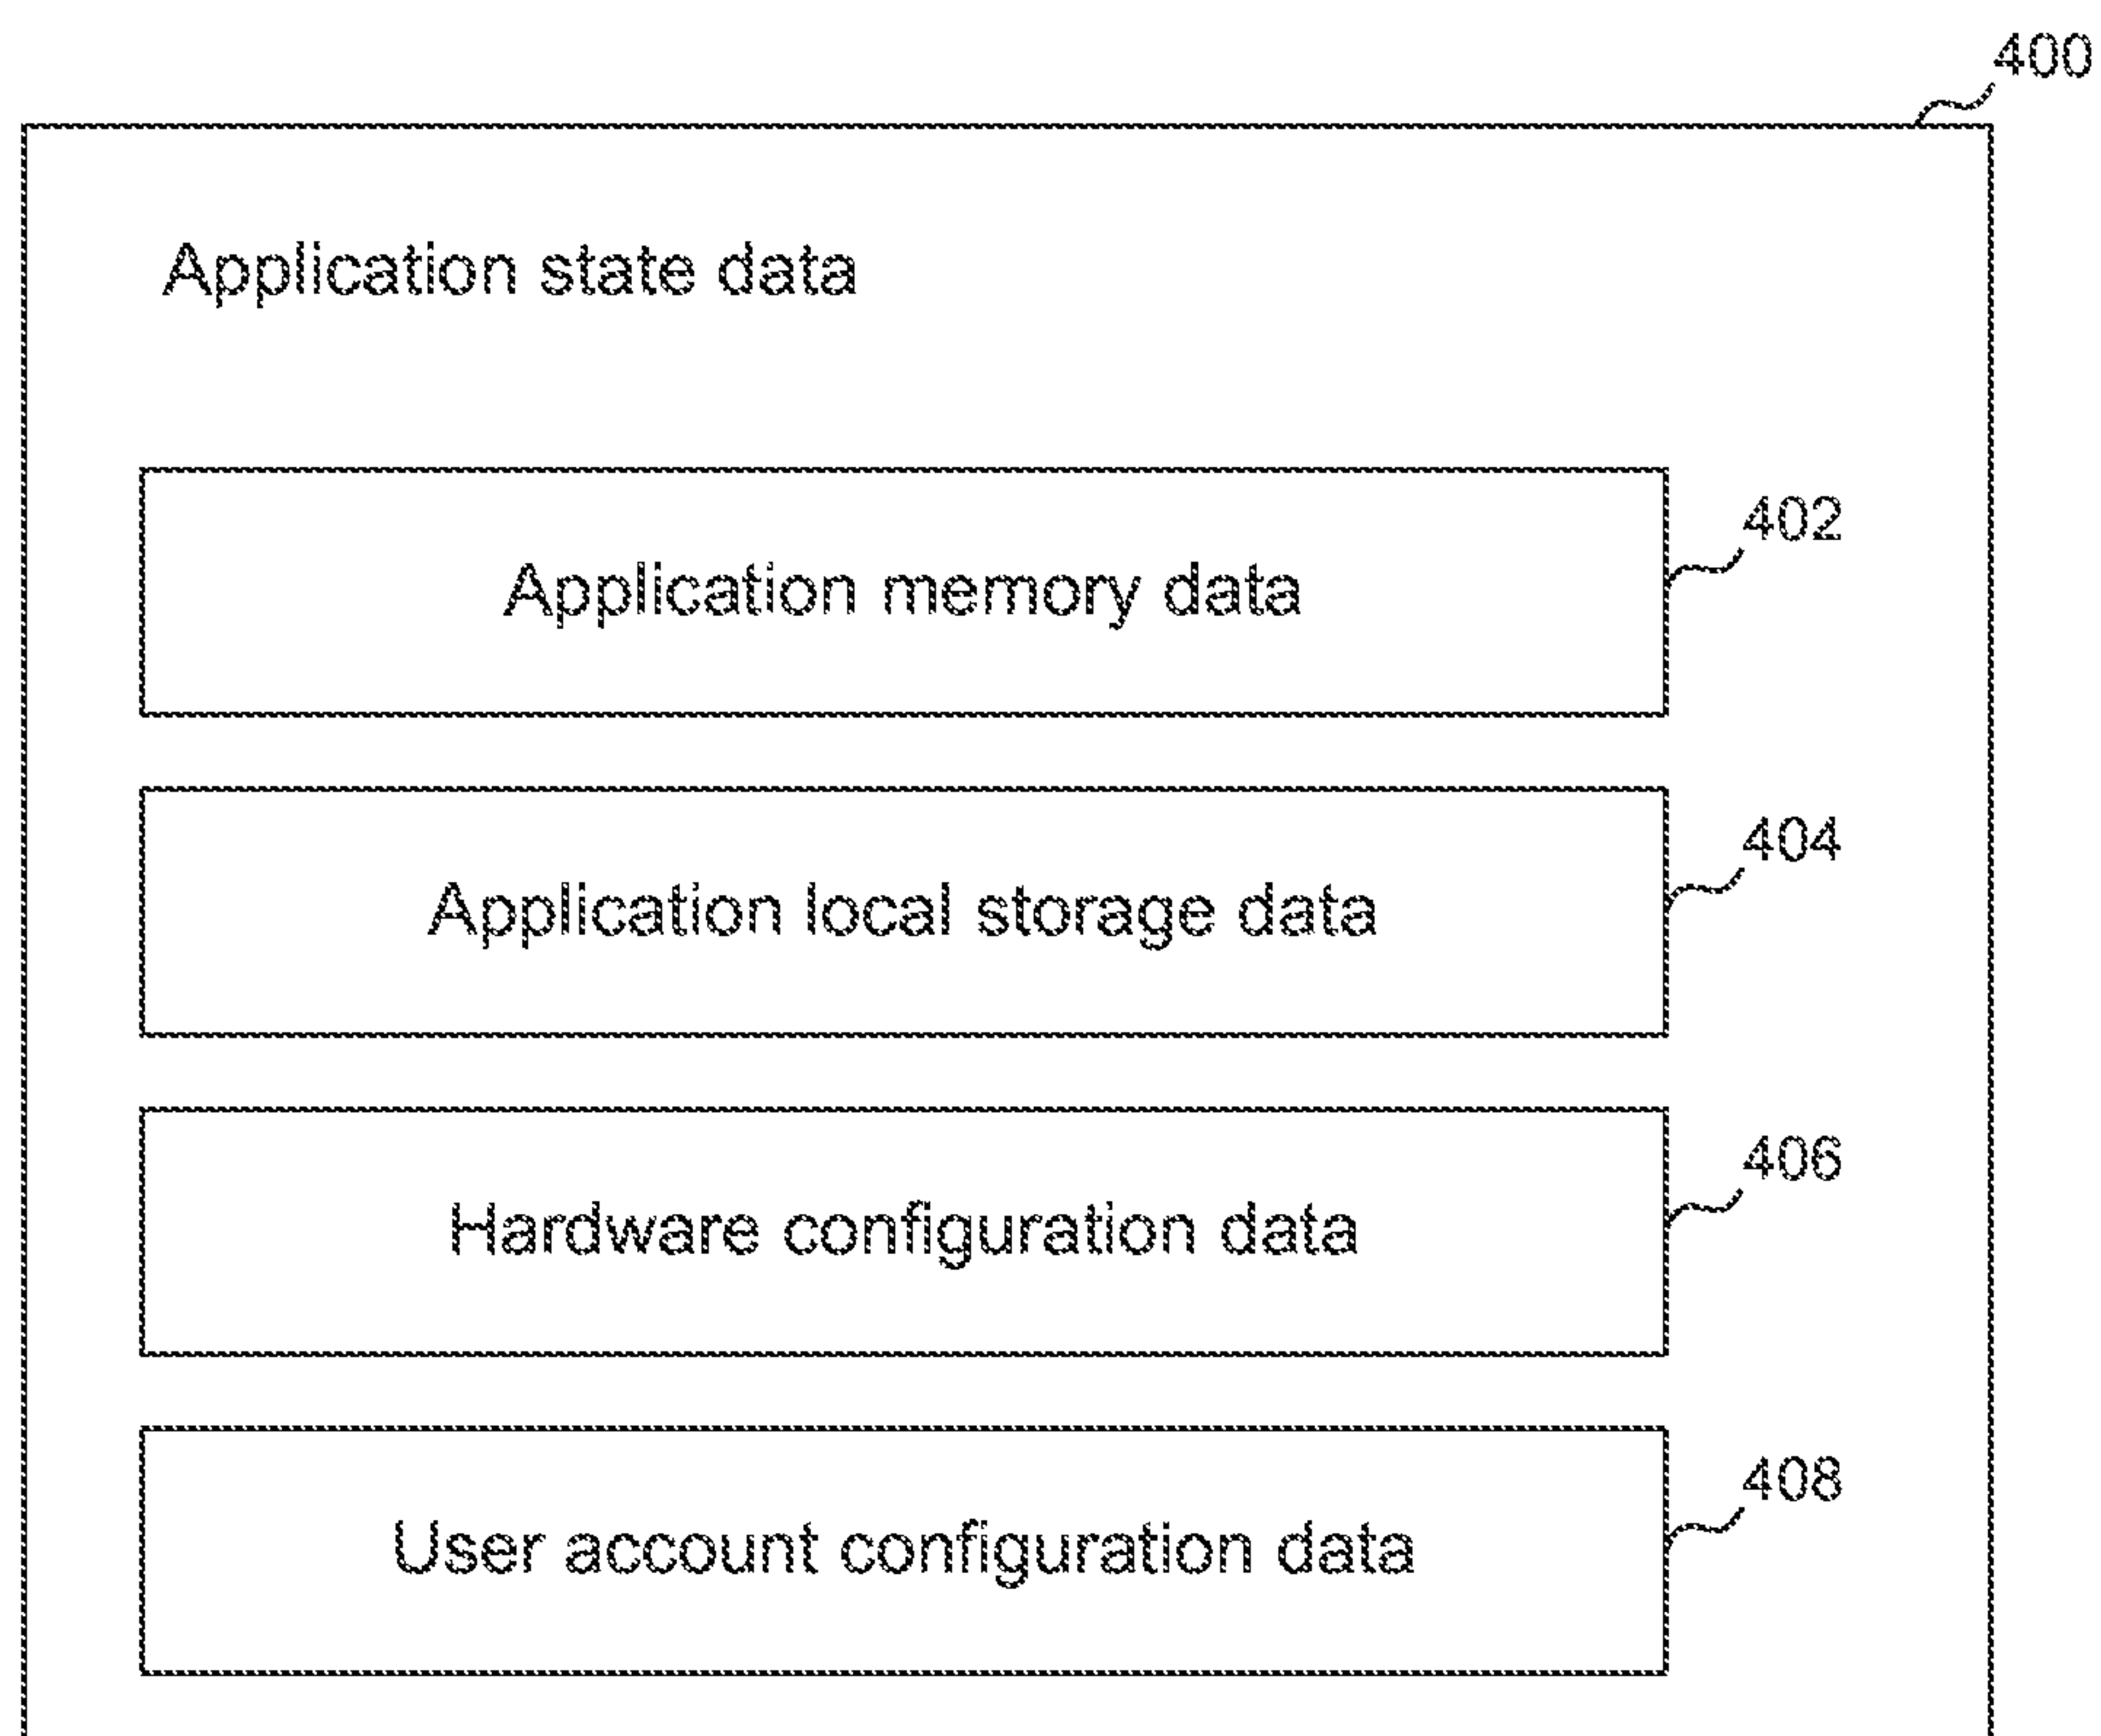 400
Application state data
402
Application memory data
404
Application local storage data
406
Hardware configuration data
408
User account configuration data